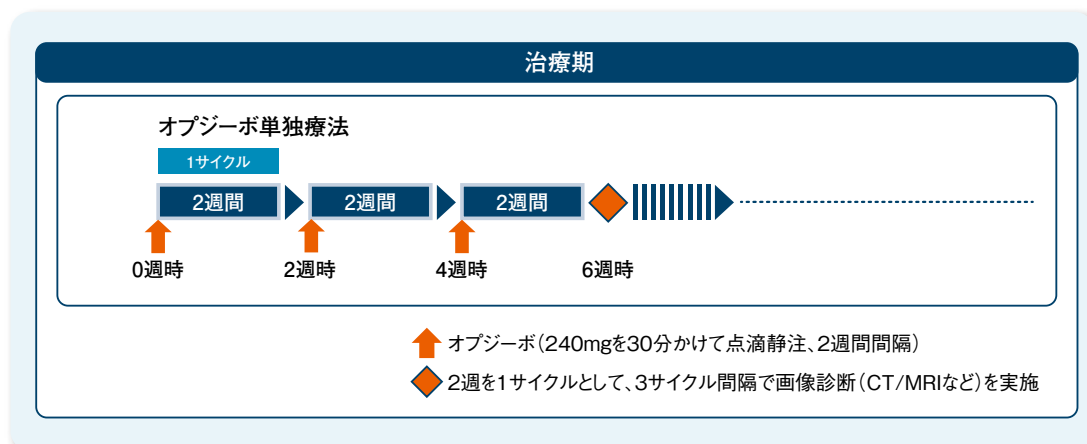 治療期
オプジーボ単独療法
1サイクル
2週間 2週間 2週間
0週時 2週時 4週時 6週時
オプジーボ(240mgを30分かけて点滴静注、2週間間隔)
2週を1サイクルとして、3サイクル間隔で画像診断(CT/MRIなど)を実施